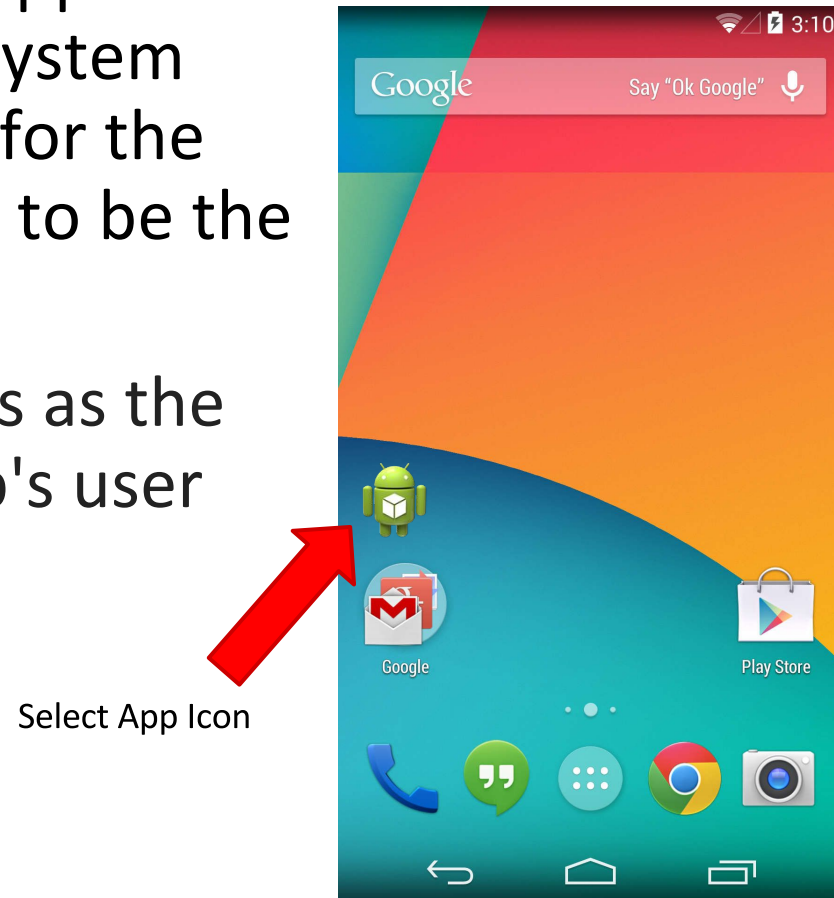 ystem
for the
to be the
s as the
o's user
Select App Icon
3:10
Google
Say "Ok Google"
Google
Play Store